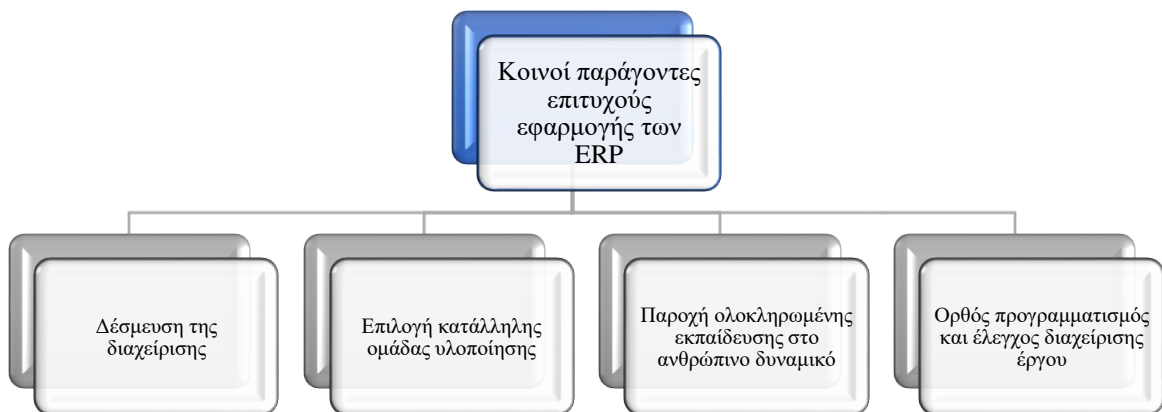 Κοινοί παράγοντες
επιτυχούς
εφαρμογής των
ERP
Δέσμευση της
διαχείρισης
Επιλογή κατάλληλης
ομάδας υλοποίησης
Παροχή ολοκληρωμένης
εκπαίδευσης στο
ανθρώπινο δυναμικό
Ορθός προγραμματισμός
και έλεγχος διαχείρισης
έργου